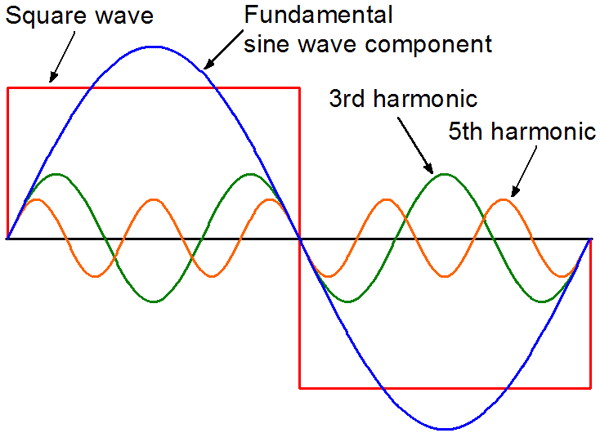 Square wave
Fundamental
sine wave component
3rd harmonic
5th harmonic